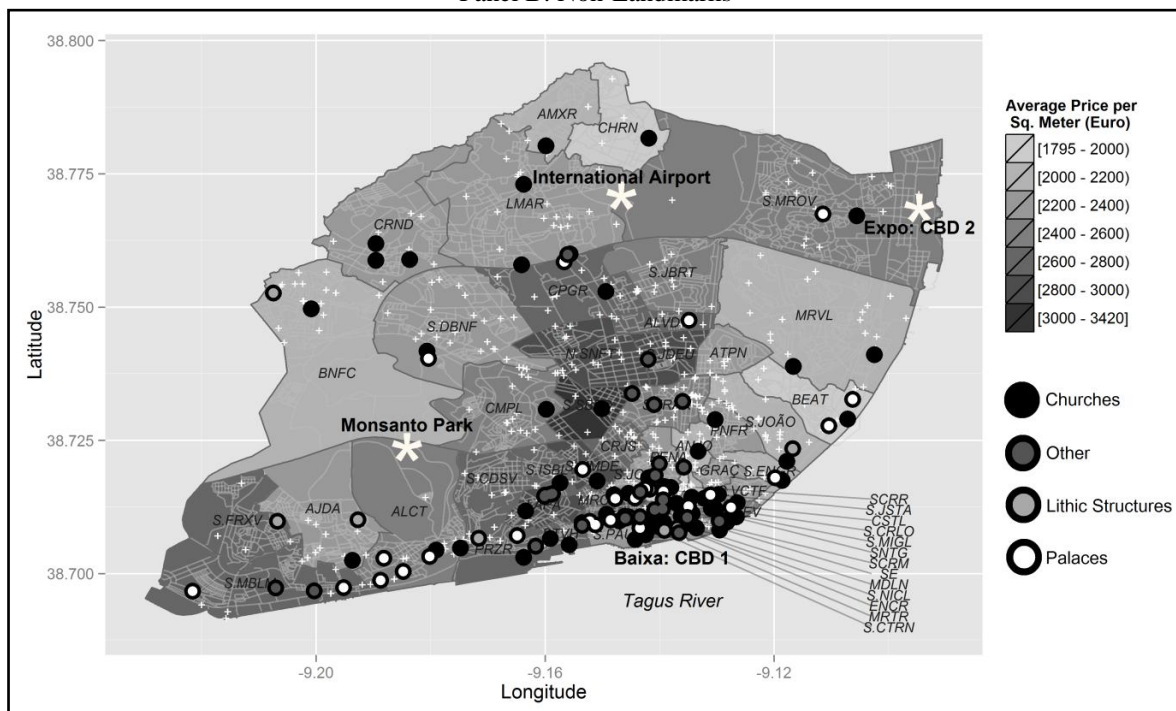 Panel B. Non-Landmarks
38.800
38.775
38.750
38.725
38.700
Latitude
-9.20
-9.16
-9.12
Longitude
AMXR
CHRN
International Airport
LMAR
CRND
S.MROV
Expo: CBD 2
CPGR
S.JBRT
MRVL
S.DBNF
ALVD
N.SNFT
ATPN
BNFC
BEAT
CMPL
S.JOÃO
PNFR
Monsanto Park
CRJS
GRAÇ
S.ENGR
S.CDSV
S.ISBL
AJDA
ALCT
S.FRXV
PRZR
S.PAU
S.MBLM
Baixa: CBD 1
Tagus River
SCRR
S.JSTA
CSTL
S.CRLO
S.MIGL
SNTG
SCRM
SE
MDLN
S.NICL
ENCR
MRTR
S.CTRN
Average Price per
Sq. Meter (Euro)
[1795 - 2000)
[2000 - 2200)
[2200 - 2400)
[2400 - 2600)
[2600 - 2800)
[2800 - 3000)
[3000 - 3420]
Churches
Other
Lithic Structures
Palaces